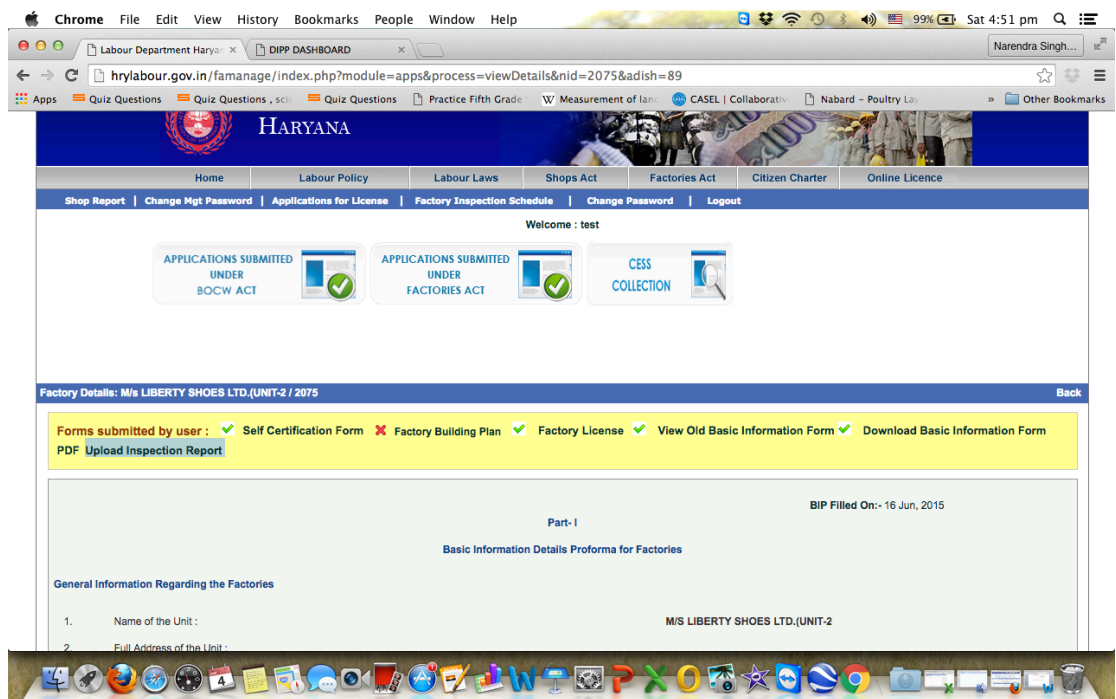 Chrome File Edit View History Bookmarks People Window Help 99% Sat 4:51 pm
Labour Department Haryan DIPP DASHBOARD Narendra Singh...
hrylabour.gov.in/famanage/index.php?module=apps&process=viewDetails&nid=2075&adish=89
Apps Quiz Questions Quiz Questions , scie Quiz Questions Practice Fifth Grade Measurement of land CASEL | Collaborative Nabard – Poultry Lay » Other Bookmarks
HARYANA
Home Labour Policy Labour Laws Shops Act Factories Act Citizen Charter Online Licence
Shop Report | Change Mgt Password | Applications for License | Factory Inspection Schedule | Change Password | Logout
Welcome : test
APPLICATIONS SUBMITTED
UNDER
BOCW ACT
APPLICATIONS SUBMITTED
UNDER
FACTORIES ACT
CESS
COLLECTION
Factory Details: M/s LIBERTY SHOES LTD.(UNIT-2 / 2075 Back
Forms submitted by user : Self Certification Form Factory Building Plan Factory License View Old Basic Information Form Download Basic Information Form
PDF Upload Inspection Report
BIP Filled On:- 16 Jun, 2015
Part- I
Basic Information Details Proforma for Factories
General Information Regarding the Factories
1. Name of the Unit : M/S LIBERTY SHOES LTD.(UNIT-2
2. Full Address of the Unit :